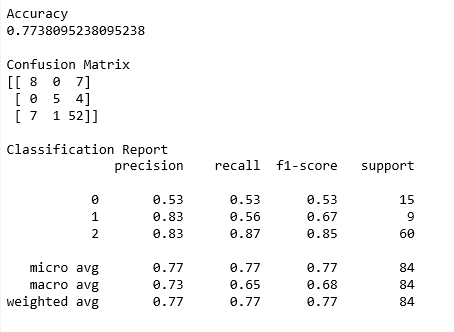 Accuracy
0.7738095238095238
Confusion Matrix
[[ 8 0 7]
[ 0 5 4]
[ 7 1 52]]
Classification Report
precision recall f1-score support
0 0.53 0.53 0.53 15
1 0.83 0.56 0.67 9
2 0.83 0.87 0.85 60
micro avg 0.77 0.77 0.77 84
macro avg 0.73 0.65 0.68 84
weighted avg 0.77 0.77 0.77 84